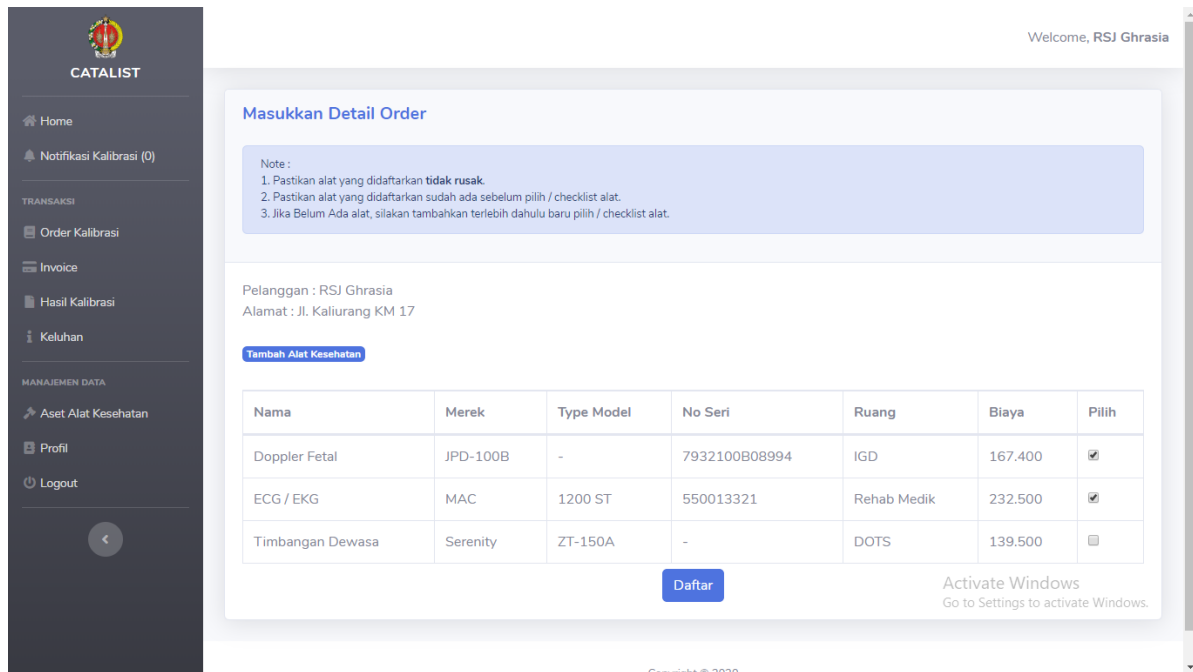 CATALIST
Home
Notifikasi Kalibrasi (0)
TRANSAKSI
Order Kalibrasi
Invoice
Hasil Kalibrasi
Keluhan
MANAJEMEN DATA
Aset Alat Kesehatan
Profil
Logout
Welcome, RSJ Ghrasia
Masukkan Detail Order
Note :
1. Pastikan alat yang didaftarkan tidak rusak.
2. Pastikan alat yang didaftarkan sudah ada sebelum pilih / checklist alat.
3. Jika Belum Ada alat, silakan tambahkan terlebih dahulu baru pilih / checklist alat.
Pelanggan : RSJ Ghrasia
Alamat : Jl. Kaliurang KM 17
Tambah Alat Kesehatan
Nama Merek Type Model No Seri Ruang Biaya Pilih
Doppler Fetal JPD-100B - 7932100B08994 IGD 167.400
ECG / EKG MAC 1200 ST 550013321 Rehab Medik 232.500
Timbangan Dewasa Serenity ZT-150A - DOTS 139.500
Daftar
Activate Windows
Go to Settings to activate Windows.
Copyright © 2020